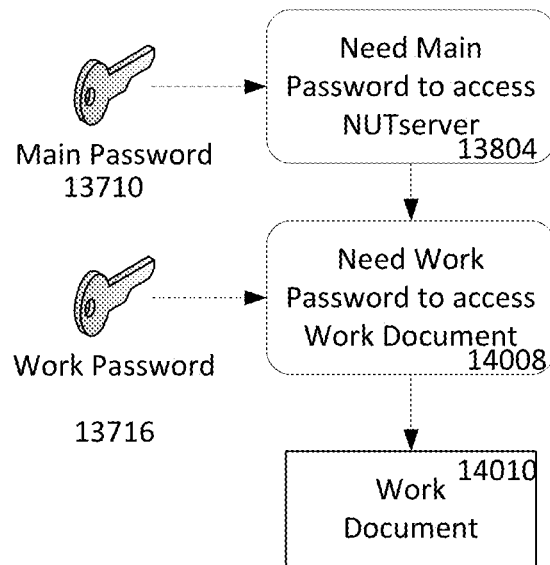 Need Main
Password to access
NUTserver
13804
Main Password
13710
Need Work
Password to access
Work Document
14008
Work Password
13716
14010
Work
Document